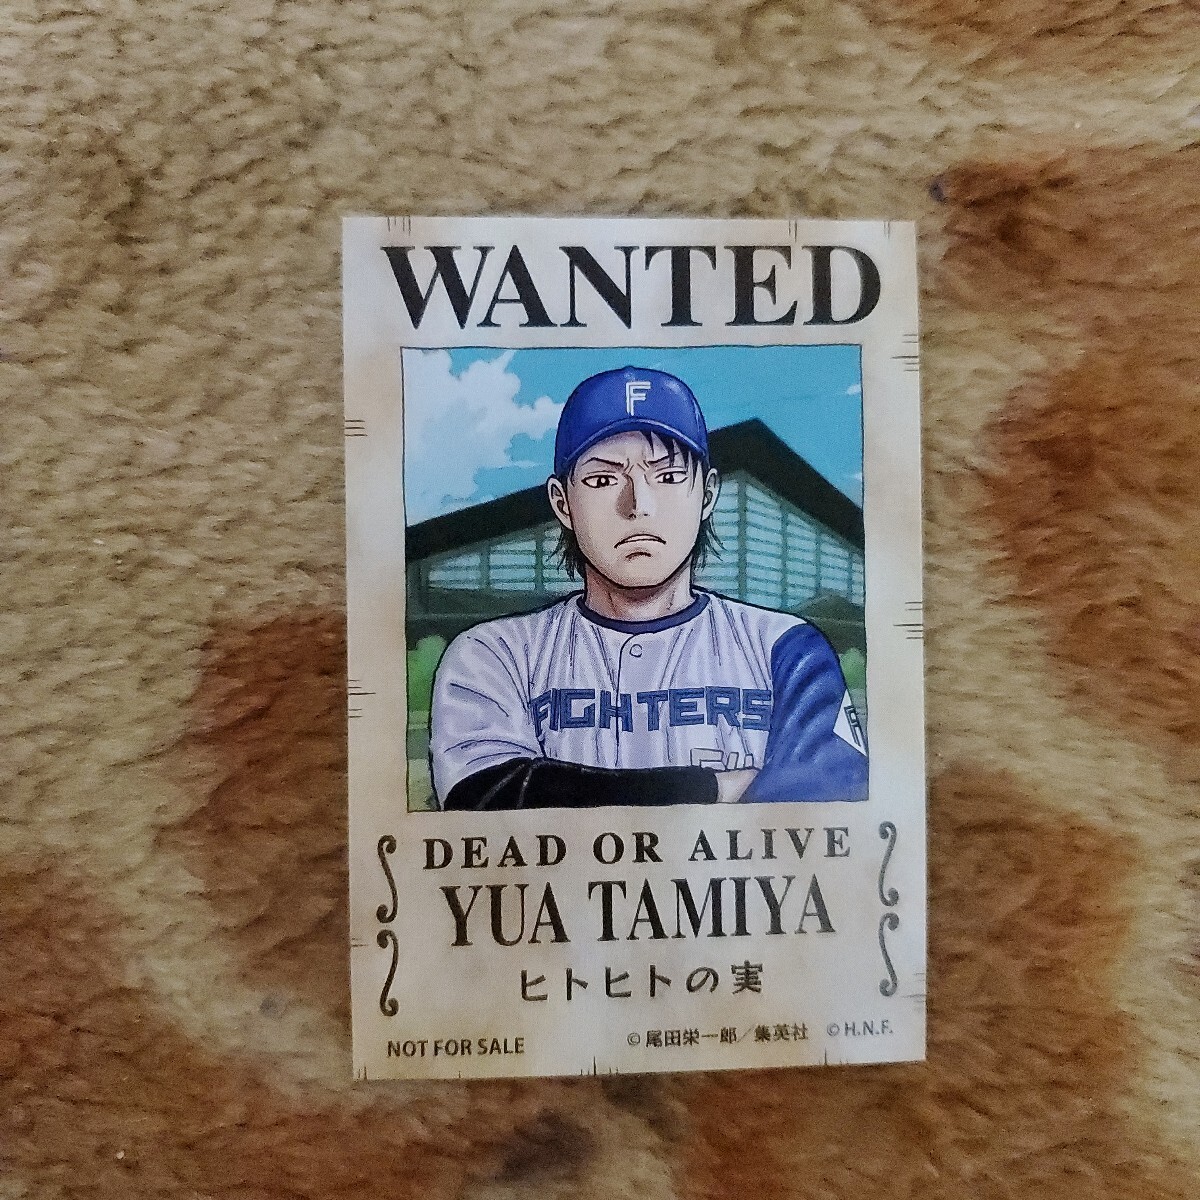 WANTED
F
FIGHTERS
F
DEAD OR ALIVE
YUA TAMIYA
ヒトヒトの実
NOT FOR SALE
©尾田栄一郎/集英社 ©H.N.F.